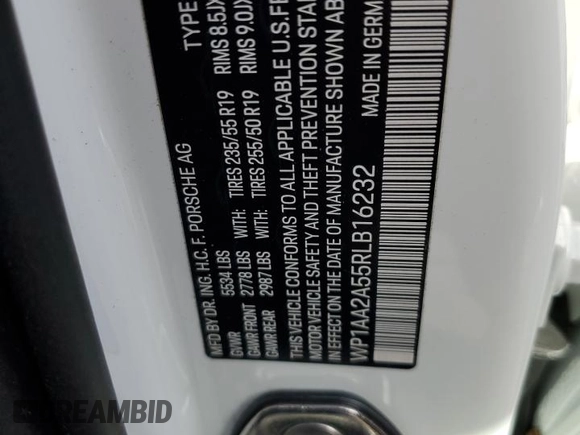 MFD BY DR. ING. H.C. F. PORSCHE AG TYPE
GVWR 5534 LBS
GAWR FRONT 2778 LBS WITH: TIRES 235/55 R19 RIMS 8.5J
GAWR REAR 2987 LBS WITH: TIRES 255/50 R19 RIMS 9.0J
THIS VEHICLE CONFORMS TO ALL APPLICABLE U.S.
MOTOR VEHICLE SAFETY AND THEFT PREVENTION
IN EFFECT ON THE DATE OF MANUFACTURE SHOWN
WP1AA2A55RLB16232 MADE IN GERM
DREAMBID